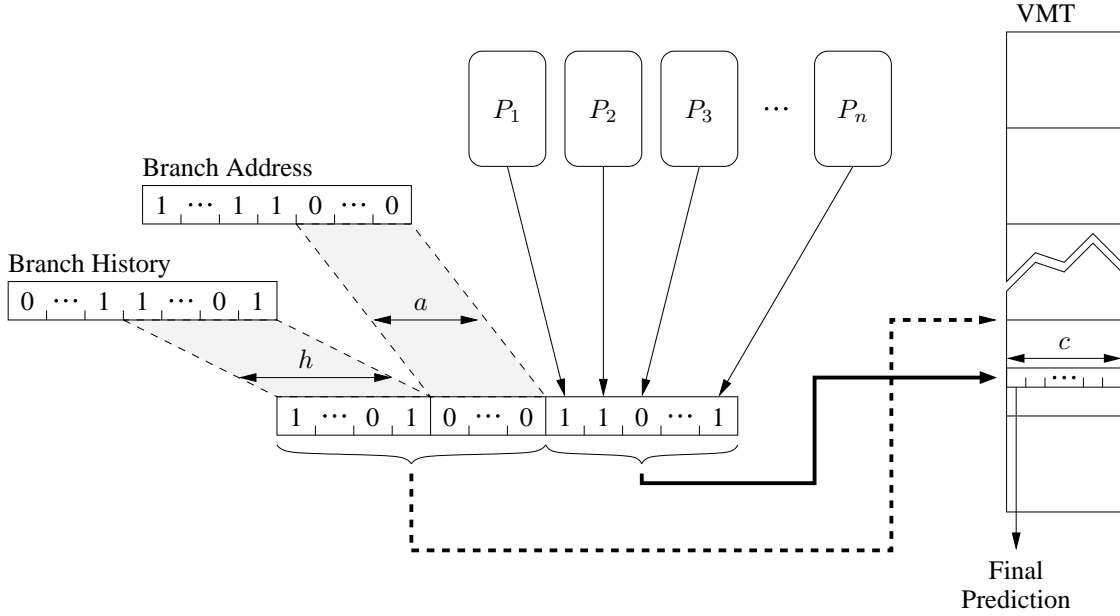 VMT
P1 P2 P3 ... Pn
Branch Address
1 ... 1 1 0 ... 0
Branch History
0 ... 1 1 ... 0 1
a
h
c
...
1 ... 0 1 0 ... 0 1 1 0 ... 1
Final
Prediction